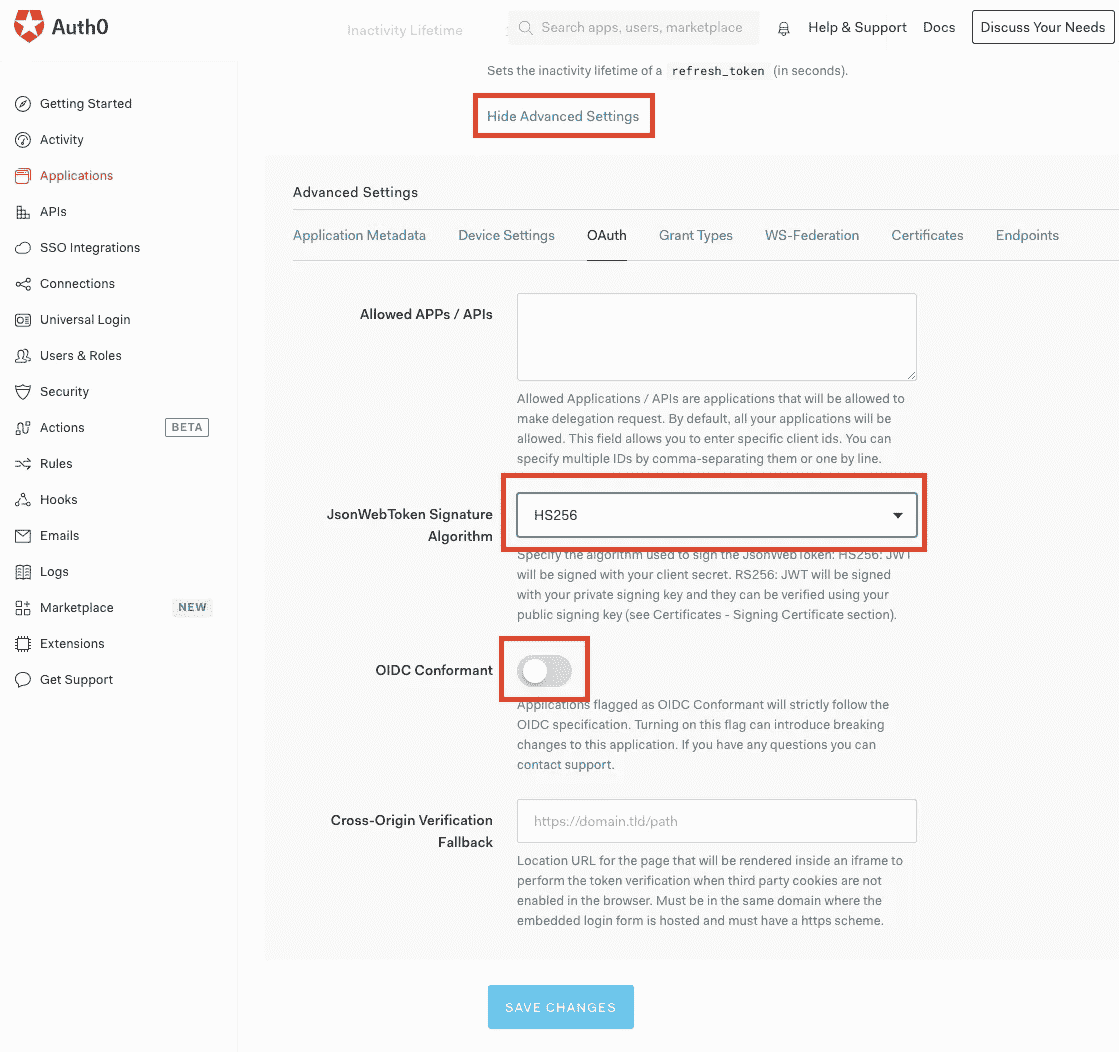 Auth0
Inactivity Lifetime
Search apps, users, marketplace
Help & Support
Docs
Discuss Your Needs
Sets the inactivity lifetime of a refresh_token (in seconds).
Hide Advanced Settings
Getting Started
Activity
Applications
APIs
SSO Integrations
Connections
Universal Login
Users & Roles
Security
Actions BETA
Rules
Hooks
Emails
Logs
Marketplace NEW
Extensions
Get Support
Advanced Settings
Application Metadata Device Settings OAuth Grant Types WS-Federation Certificates Endpoints
Allowed APPs / APIs
Allowed Applications / APIs are applications that will be allowed to
make delegation request. By default, all your applications will be
allowed. This field allows you to enter specific client ids. You can
specify multiple IDs by comma-separating them or one by line.
JsonWebToken Signature
Algorithm
HS256
Specify the algorithm used to sign the JsonWebToken: HS256: JWT
will be signed with your client secret. RS256: JWT will be signed
with your private signing key and they can be verified using your
public signing key (see Certificates - Signing Certificate section).
OIDC Conformant
Applications flagged as OIDC Conformant will strictly follow the
OIDC specification. Turning on this flag can introduce breaking
changes to this application. If you have any questions you can
contact support.
Cross-Origin Verification
Fallback
https://domain.tld/path
Location URL for the page that will be rendered inside an iframe to
perform the token verification when third party cookies are not
enabled in the browser. Must be in the same domain where the
embedded login form is hosted and must have a https scheme.
SAVE CHANGES